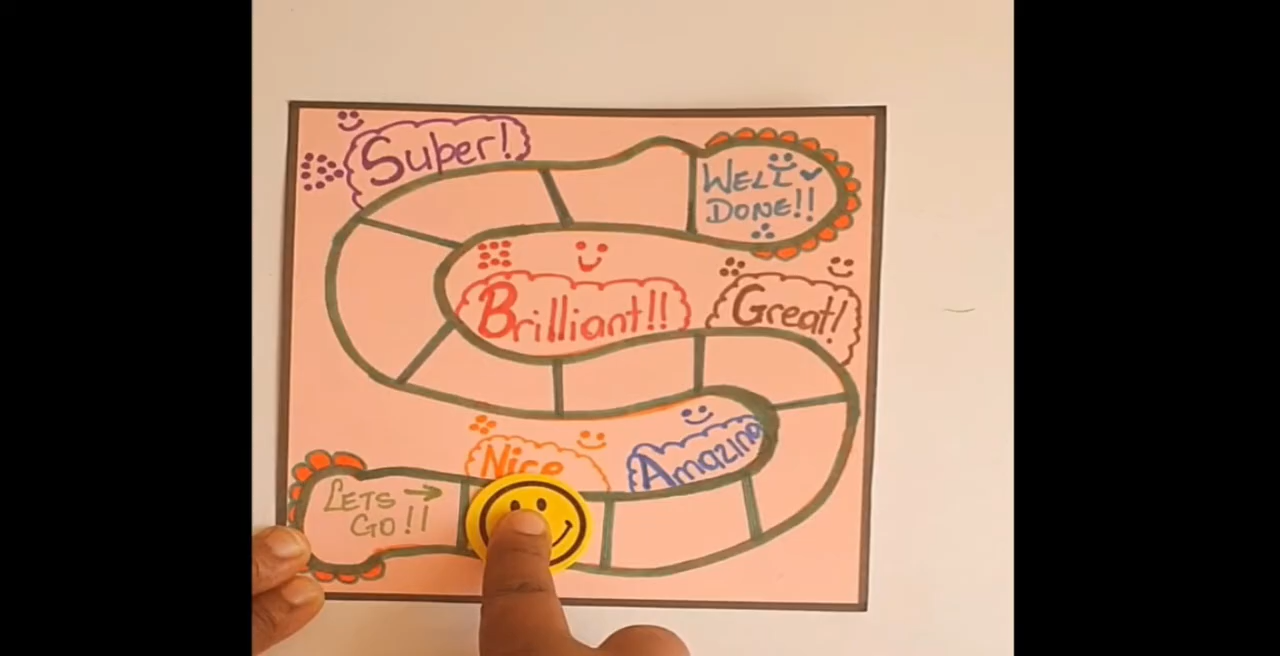 Super!
WELL
DONE!!
Brilliant!!
Great!
Nice
Amazing
LETS →
GO!!